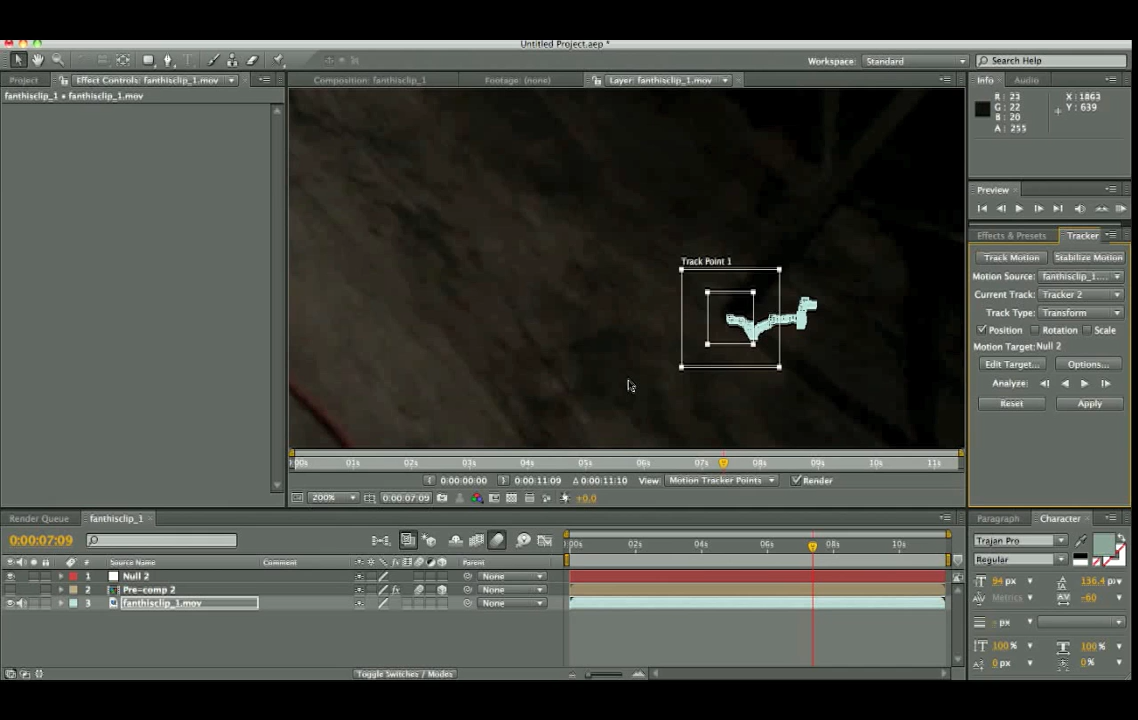 Untitled Project.aep *
Workspace: Standard
Search Help
Project
Effect Controls: fanthisclip_1.mov
Composition: fanthisclip_1
Footage: (none)
Layer: fanthisclip_1.mov
Info
Audio
fanthisclip_1 • fanthisclip_1.mov
R : 23
G : 22
B : 20
A : 255
X : 1863
Y : 639
Preview
Effects & Presets
Tracker
Track Motion
Stabilize Motion
Motion Source: fanthisclip_1....
Current Track: Tracker 2
Track Type: Transform
Position
Rotation
Scale
Motion Target: Null 2
Edit Target...
Options...
Analyze:
Reset
Apply
Track Point 1
:00s 01s 02s 03s 04s 05s 06s 07s 08s 09s 10s 11s
0:00:00:00
0:00:11:09
Δ 0:00:11:10
View: Motion Tracker Points
Render
200%
0:00:07:09
+0.0
Render Queue
fanthisclip_1
0:00:07:09
:00s 02s 04s 06s 08s 10s
# Source Name Comment Parent
1 Null 2 None
2 Pre-comp 2 None
3 fanthisclip_1.mov None
Toggle Switches / Modes
Paragraph
Character
Trajan Pro
Regular
94 px
136.4 px
Metrics
-60
- px
100 %
100 %
0 px
0 %